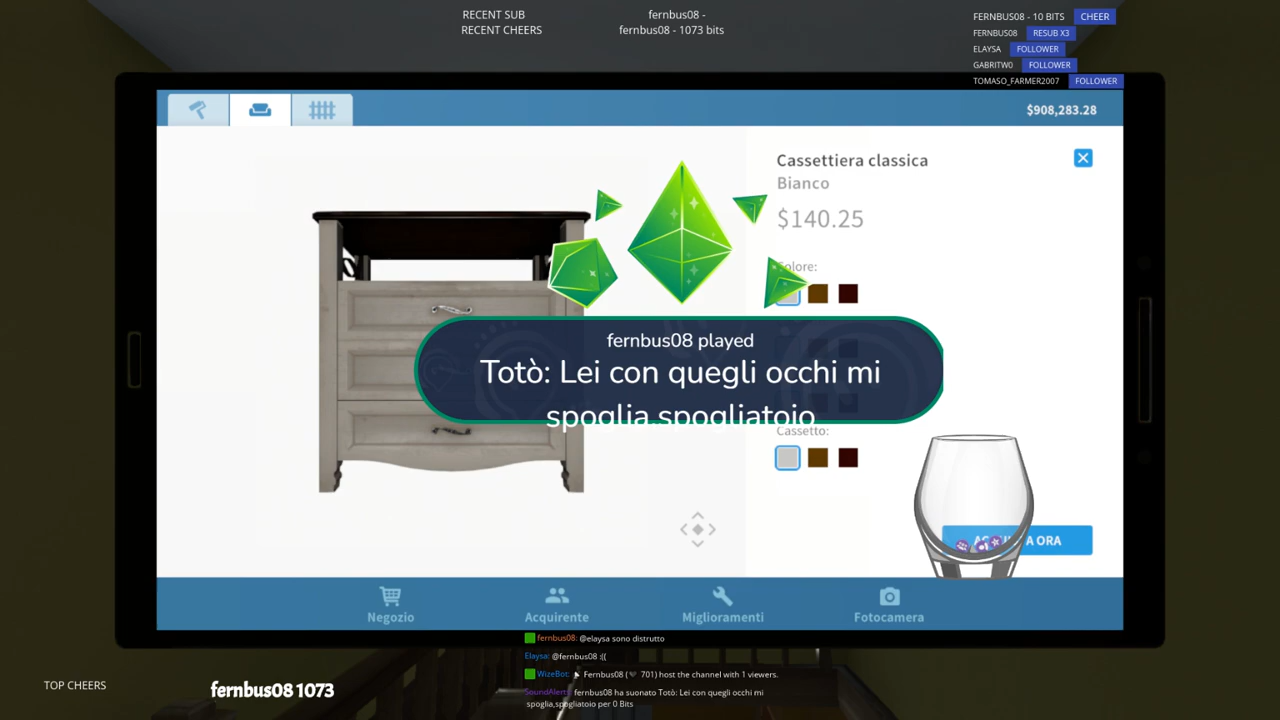 RECENT SUB
fernbus08 -
RECENT CHEERS
fernbus08 - 1073 bits
FERNBUS08 - 10 BITS CHEER
FERNBUS08 RESUB X3
ELAYSA FOLLOWER
GABRITW0 FOLLOWER
TOMASO_FARMER2007 FOLLOWER
$908,283.28
Cassettiera classica
Bianco
$140.25
Colore:
fernbus08 played
Totò: Lei con quegli occhi mi
spoglia,spogliatoio
Cassetto:
ORA
Negozio
Acquirente
Miglioramenti
Fotocamera
fernbus08: @elaysa sono distrutto
Elaysa: @fernbus08 :((
WizeBot: Fernbus08 ( 701) host the channel with 1 viewers.
SoundAlerts: fernbus08 ha suonato Totò: Lei con quegli occhi mi
spoglia,spogliatoio per 0 Bits
TOP CHEERS
fernbus08 1073